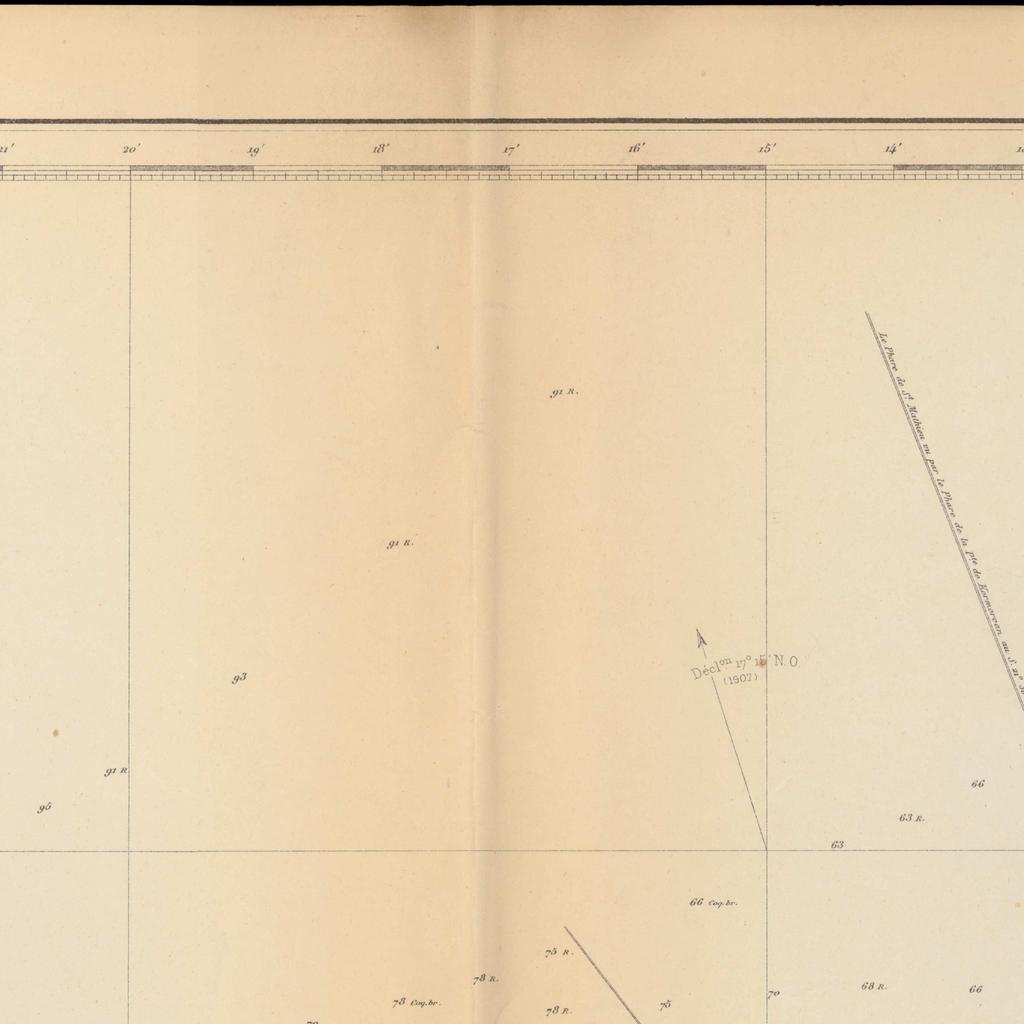 20' 19' 18' 17' 16' 15' 14'
Le Phare de St Mathieu vu par le Phare de la Pte de Kermorvan au S. 21°
91 R.
91 R.
Décl.on 17° 15' N.O.
(1907)
93
91 R
66
95
63 R.
63
66 Coq.br.
75 R.
78 R.
68 R.
66
70
78 Coq.br.
75
78 R.